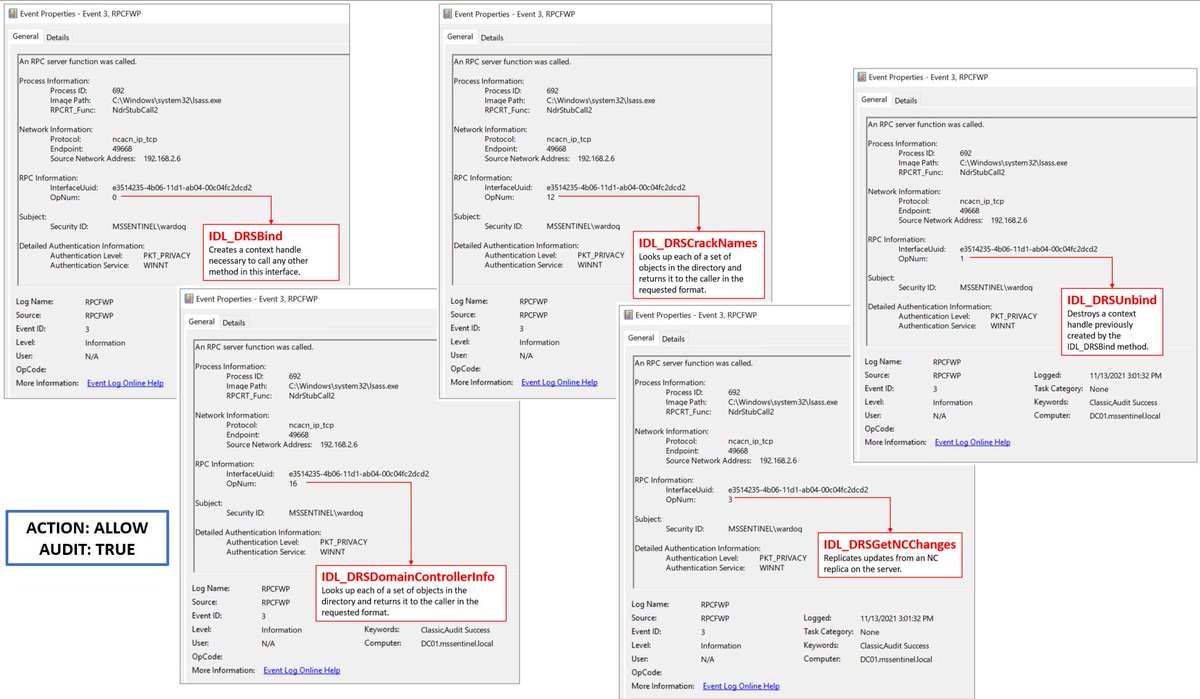 Event Properties - Event 3, RPCFWP
General Details
An RPC server function was called.
Process Information:
Process ID: 692
Image Path: C:\Windows\system32\lsass.exe
RPCRT_Func: NdrStubCall2
Network Information:
Protocol: ncacn_ip_tcp
Endpoint: 49668
Source Network Address: 192.168.2.6
RPC Information:
InterfaceUuid: e3514235-4b06-11d1-ab04-00c04fc2dcd2
OpNum: 0
Subject:
Security ID: MSSENTINEL\wardoq
Detailed Authentication Information:
Authentication Level: PKT_PRIVACY
Authentication Service: WINNT
IDL_DRSBind
Creates a context handle
necessary to call any other
method in this interface.
Log Name: RPCFWP
Source: RPCFWP
Event ID: 3
Level: Information
User: N/A
OpCode:
More Information: Event Log Online Help
Event Properties - Event 3, RPCFWP
General Details
An RPC server function was called.
Process Information:
Process ID: 692
Image Path: C:\Windows\system32\lsass.exe
RPCRT_Func: NdrStubCall2
Network Information:
Protocol: ncacn_ip_tcp
Endpoint: 49668
Source Network Address: 192.168.2.6
RPC Information:
InterfaceUuid: e3514235-4b06-11d1-ab04-00c04fc2dcd2
OpNum: 16
Subject:
Security ID: MSSENTINEL\wardoq
Detailed Authentication Information:
Authentication Level: PKT_PRIVACY
Authentication Service: WINNT
IDL_DRSDomainControllerInfo
Looks up each of a set of objects in the
directory and returns it to the caller in the
requested format.
Log Name: RPCFWP
Source: RPCFWP
Event ID: 3
Level: Information Keywords: Classic,Audit Success
User: N/A Computer: DC01.mssentinel.local
OpCode:
More Information: Event Log Online Help
ACTION: ALLOW
AUDIT: TRUE
Event Properties - Event 3, RPCFWP
General Details
An RPC server function was called.
Process Information:
Process ID: 692
Image Path: C:\Windows\system32\lsass.exe
RPCRT_Func: NdrStubCall2
Network Information:
Protocol: ncacn_ip_tcp
Endpoint: 49668
Source Network Address: 192.168.2.6
RPC Information:
InterfaceUuid: e3514235-4b06-11d1-ab04-00c04fc2dcd2
OpNum: 12
Subject:
Security ID: MSSENTINEL\wardoq
Detailed Authentication Information:
Authentication Level: PKT_PRIVACY
Authentication Service: WINNT
IDL_DRSCrackNames
Looks up each of a set of
objects in the directory and
returns it to the caller in the
requested format.
Log Name: RPCFWP
Source: RPCFWP
Event ID: 3
Level: Information
User: N/A
OpCode:
More Information: Event Log Online Help
Event Properties - Event 3, RPCFWP
General Details
An RPC server function was called.
Process Information:
Process ID: 692
Image Path: C:\Windows\system32\lsass.exe
RPCRT_Func: NdrStubCall2
Network Information:
Protocol: ncacn_ip_tcp
Endpoint: 49668
Source Network Address: 192.168.2.6
RPC Information:
InterfaceUuid: e3514235-4b06-11d1-ab04-00c04fc2dcd2
OpNum: 3
Subject:
Security ID: MSSENTINEL\wardoq
Detailed Authentication Information:
Authentication Level: PKT_PRIVACY
Authentication Service: WINNT
IDL_DRSGetNCChanges
Replicates updates from an NC
replica on the server.
Log Name: RPCFWP
Source: RPCFWP Logged: 11/13/2021 3:01:32 PM
Event ID: 3 Task Category: None
Level: Information Keywords: Classic,Audit Success
User: N/A Computer: DC01.mssentinel.local
OpCode:
More Information: Event Log Online Help
Event Properties - Event 3, RPCFWP
General Details
An RPC server function was called.
Process Information:
Process ID: 692
Image Path: C:\Windows\system32\lsass.exe
RPCRT_Func: NdrStubCall2
Network Information:
Protocol: ncacn_ip_tcp
Endpoint: 49668
Source Network Address: 192.168.2.6
RPC Information:
InterfaceUuid: e3514235-4b06-11d1-ab04-00c04fc2dcd2
OpNum: 1
Subject:
Security ID: MSSENTINEL\wardoq
Detailed Authentication Information:
Authentication Level: PKT_PRIVACY
Authentication Service: WINNT
IDL_DRSUnbind
Destroys a context
handle previously
created by the
IDL_DRSBind method.
Log Name: RPCFWP
Source: RPCFWP Logged: 11/13/2021 3:01:32 PM
Event ID: 3 Task Category: None
Level: Information Keywords: Classic,Audit Success
User: N/A Computer: DC01.mssentinel.local
OpCode:
More Information: Event Log Online Help